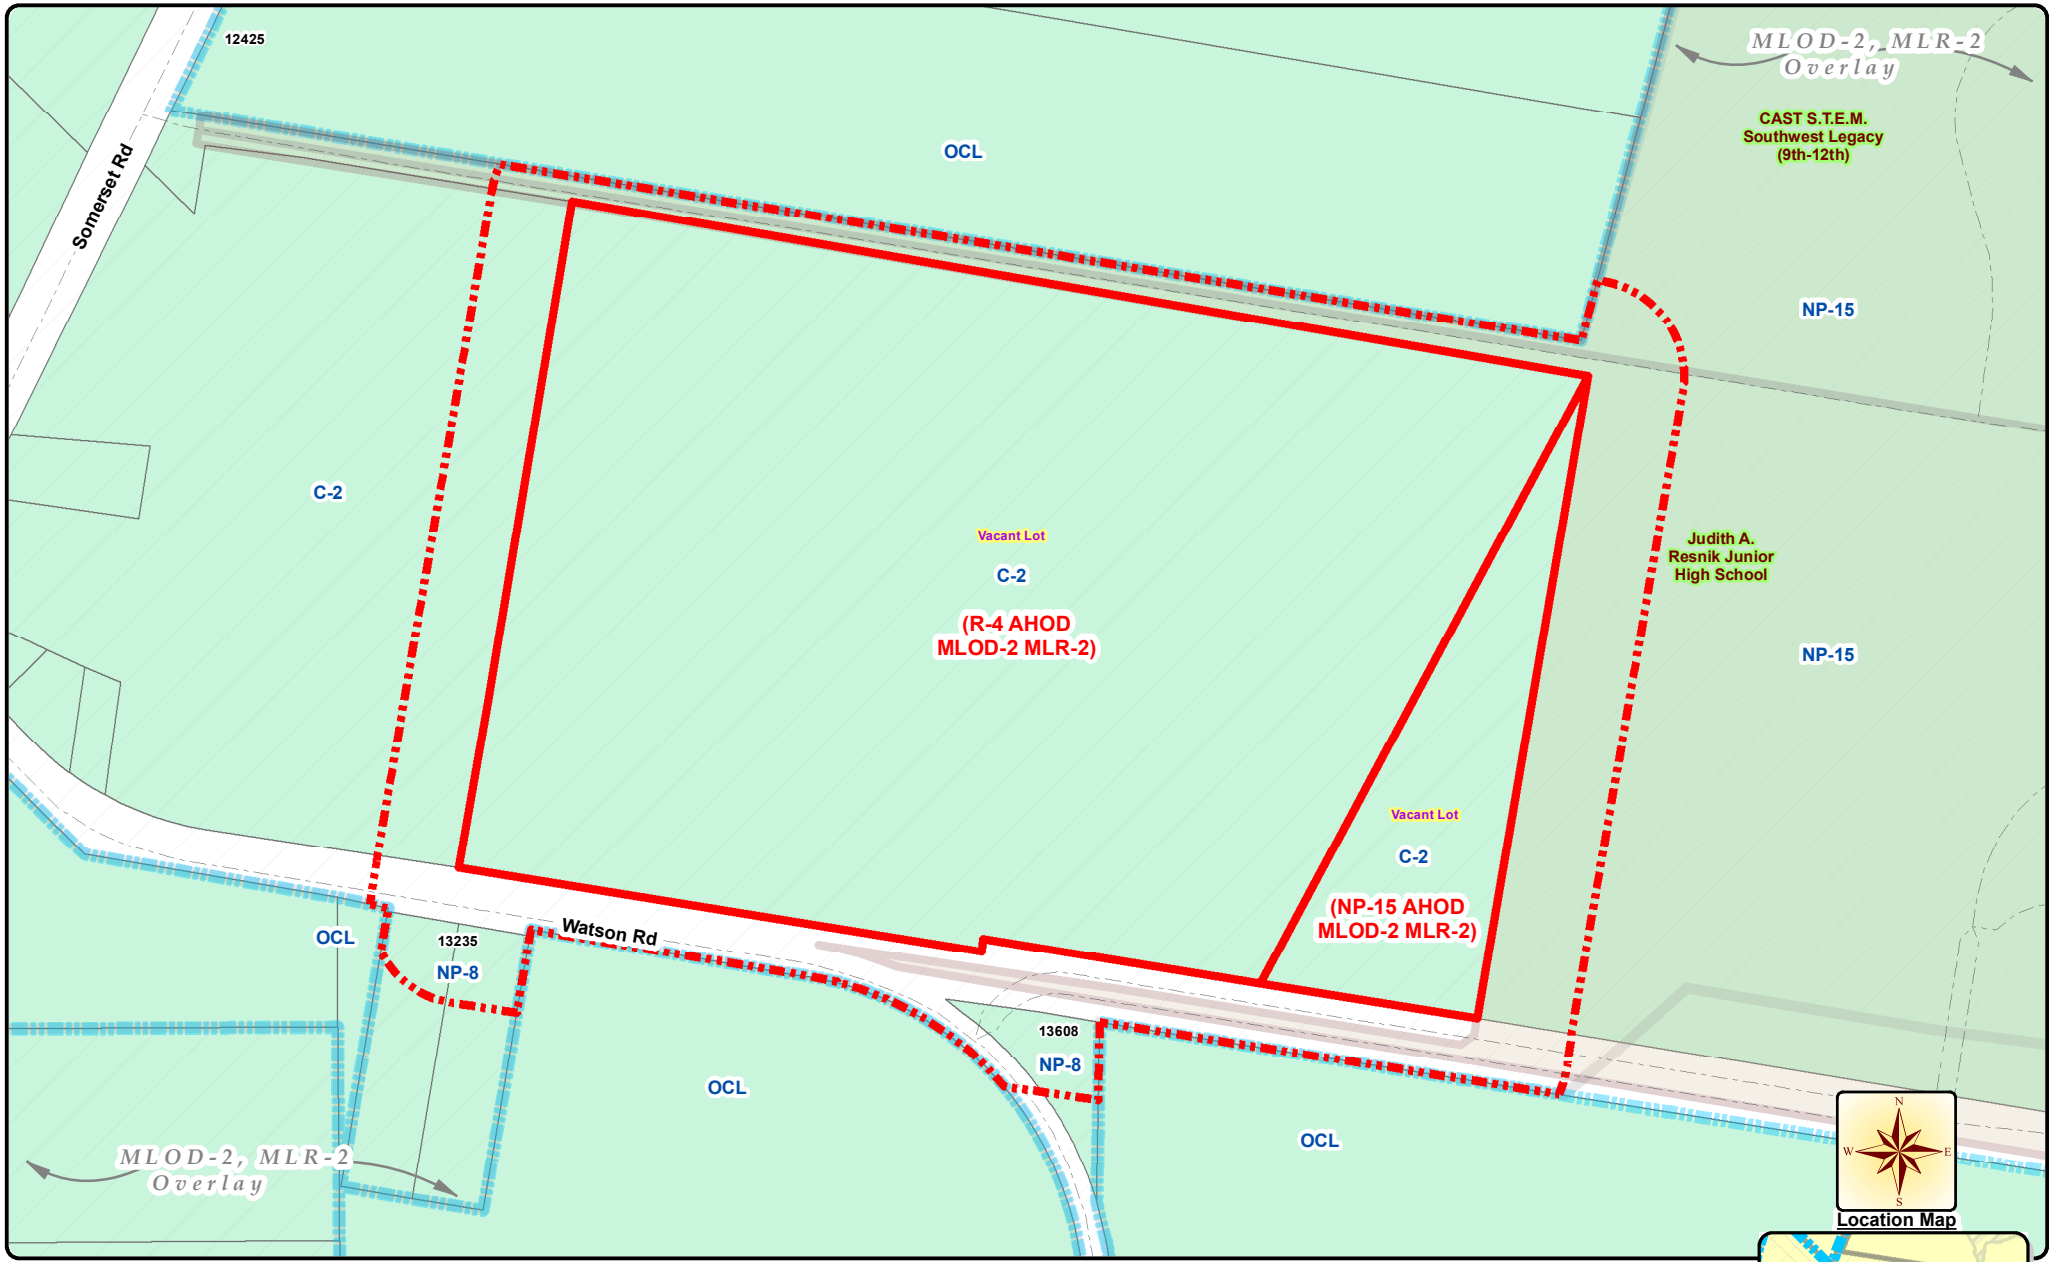 12425
MLOD-2, MLR-2
Overlay
CAST S.T.E.M.
Southwest Legacy
(9th-12th)
OCL
Somerset Rd
NP-15
C-2
Vacant Lot
C-2
(R-4 AHOD
MLOD-2 MLR-2)
Judith A.
Resnik Junior
High School
NP-15
Vacant Lot
C-2
(NP-15 AHOD
MLOD-2 MLR-2)
OCL
13235
NP-8
Watson Rd
13608
NP-8
OCL
OCL
MLOD-2, MLR-2
Overlay
N
W
E
S
Location Map